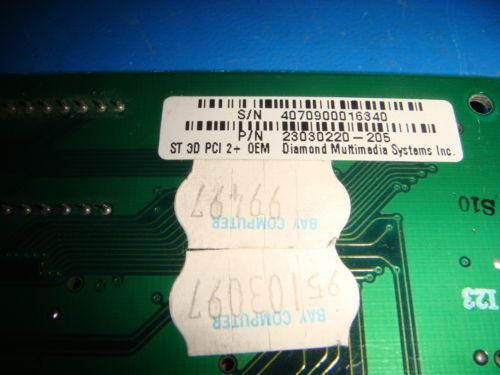 S/N 4070900016340
P/N 23030220-205
ST 3D PCI 2+ OEM Diamond Multimedia Systems Inc.
S10
BAY COMPUTER
99497
BAY COMPUTER
95103097
123